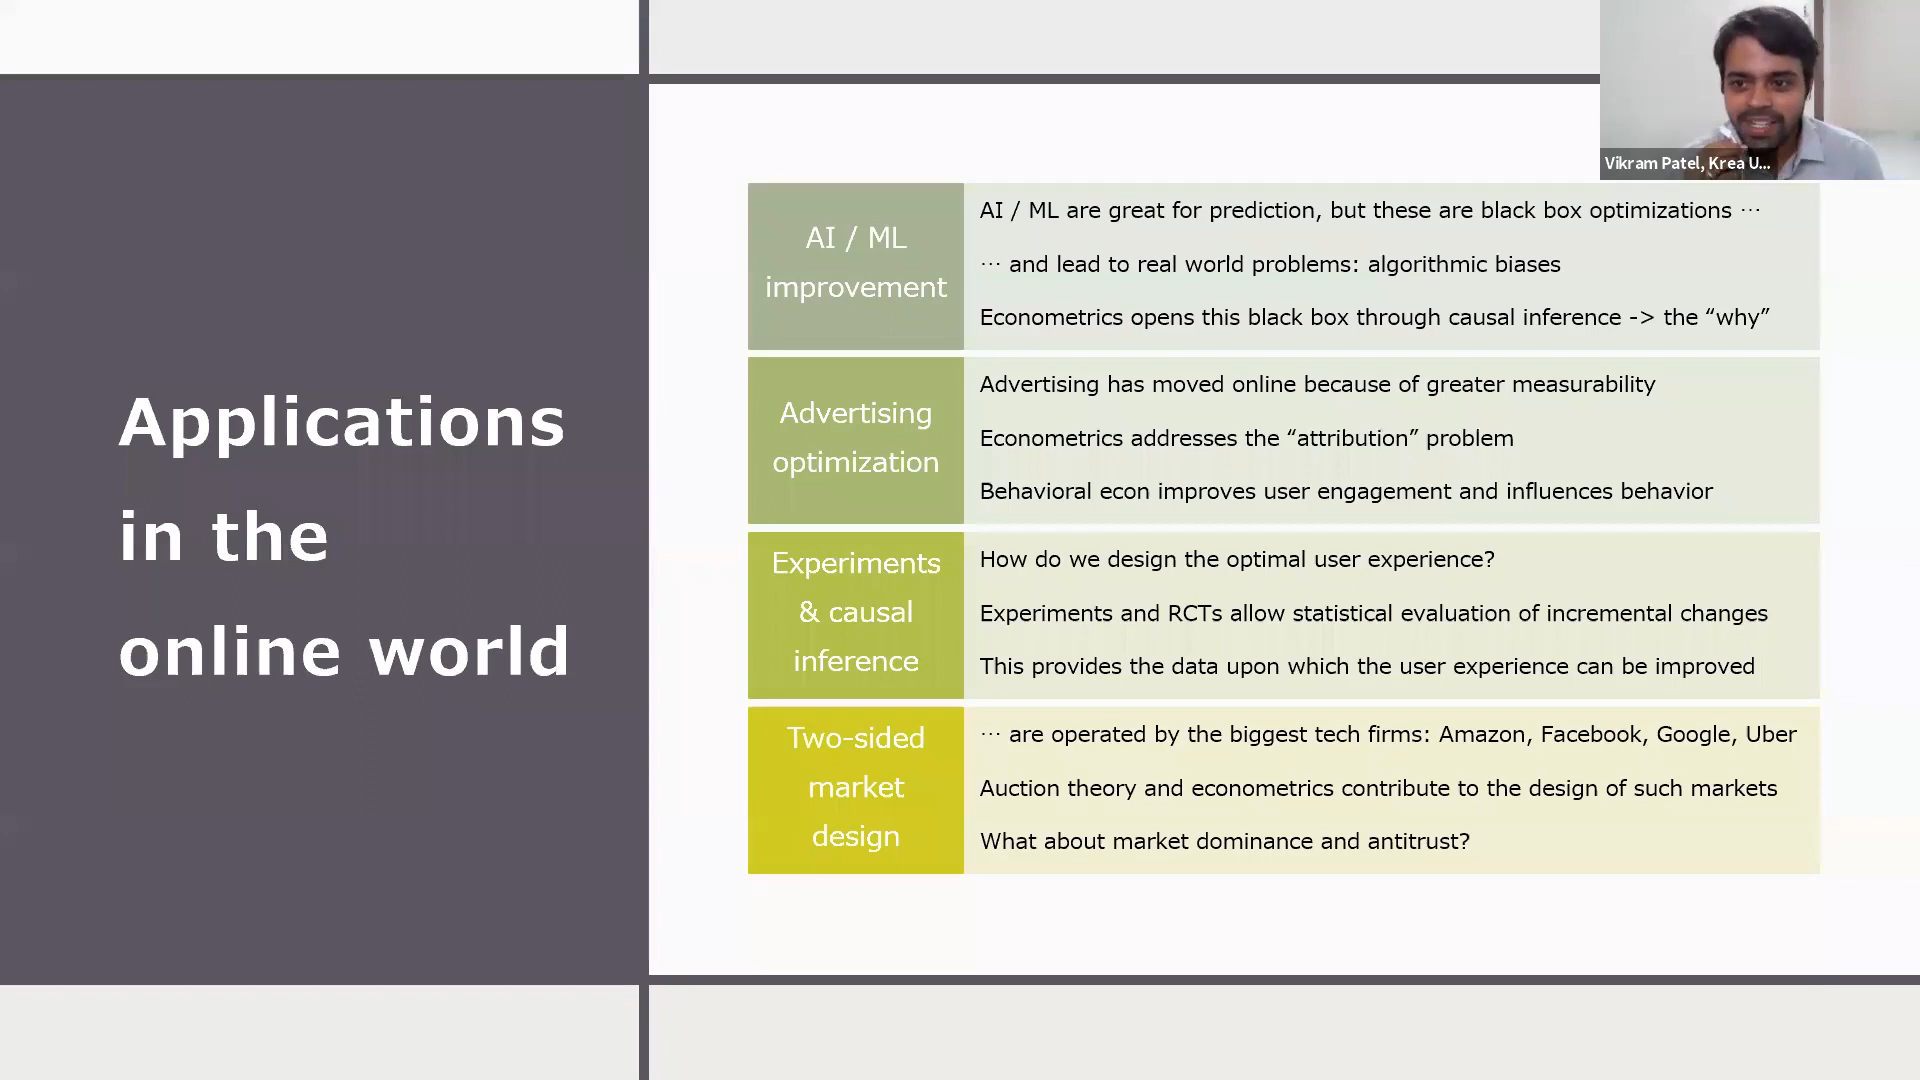 Applications
in the
online world
Vikram Patel, Krea U...
AI / ML
improvement
AI / ML are great for prediction, but these are black box optimizations ···
··· and lead to real world problems: algorithmic biases
Econometrics opens this black box through causal inference -> the “why”
Advertising
optimization
Advertising has moved online because of greater measurability
Econometrics addresses the “attribution” problem
Behavioral econ improves user engagement and influences behavior
Experiments
& causal
inference
How do we design the optimal user experience?
Experiments and RCTs allow statistical evaluation of incremental changes
This provides the data upon which the user experience can be improved
Two-sided
market
design
··· are operated by the biggest tech firms: Amazon, Facebook, Google, Uber
Auction theory and econometrics contribute to the design of such markets
What about market dominance and antitrust?